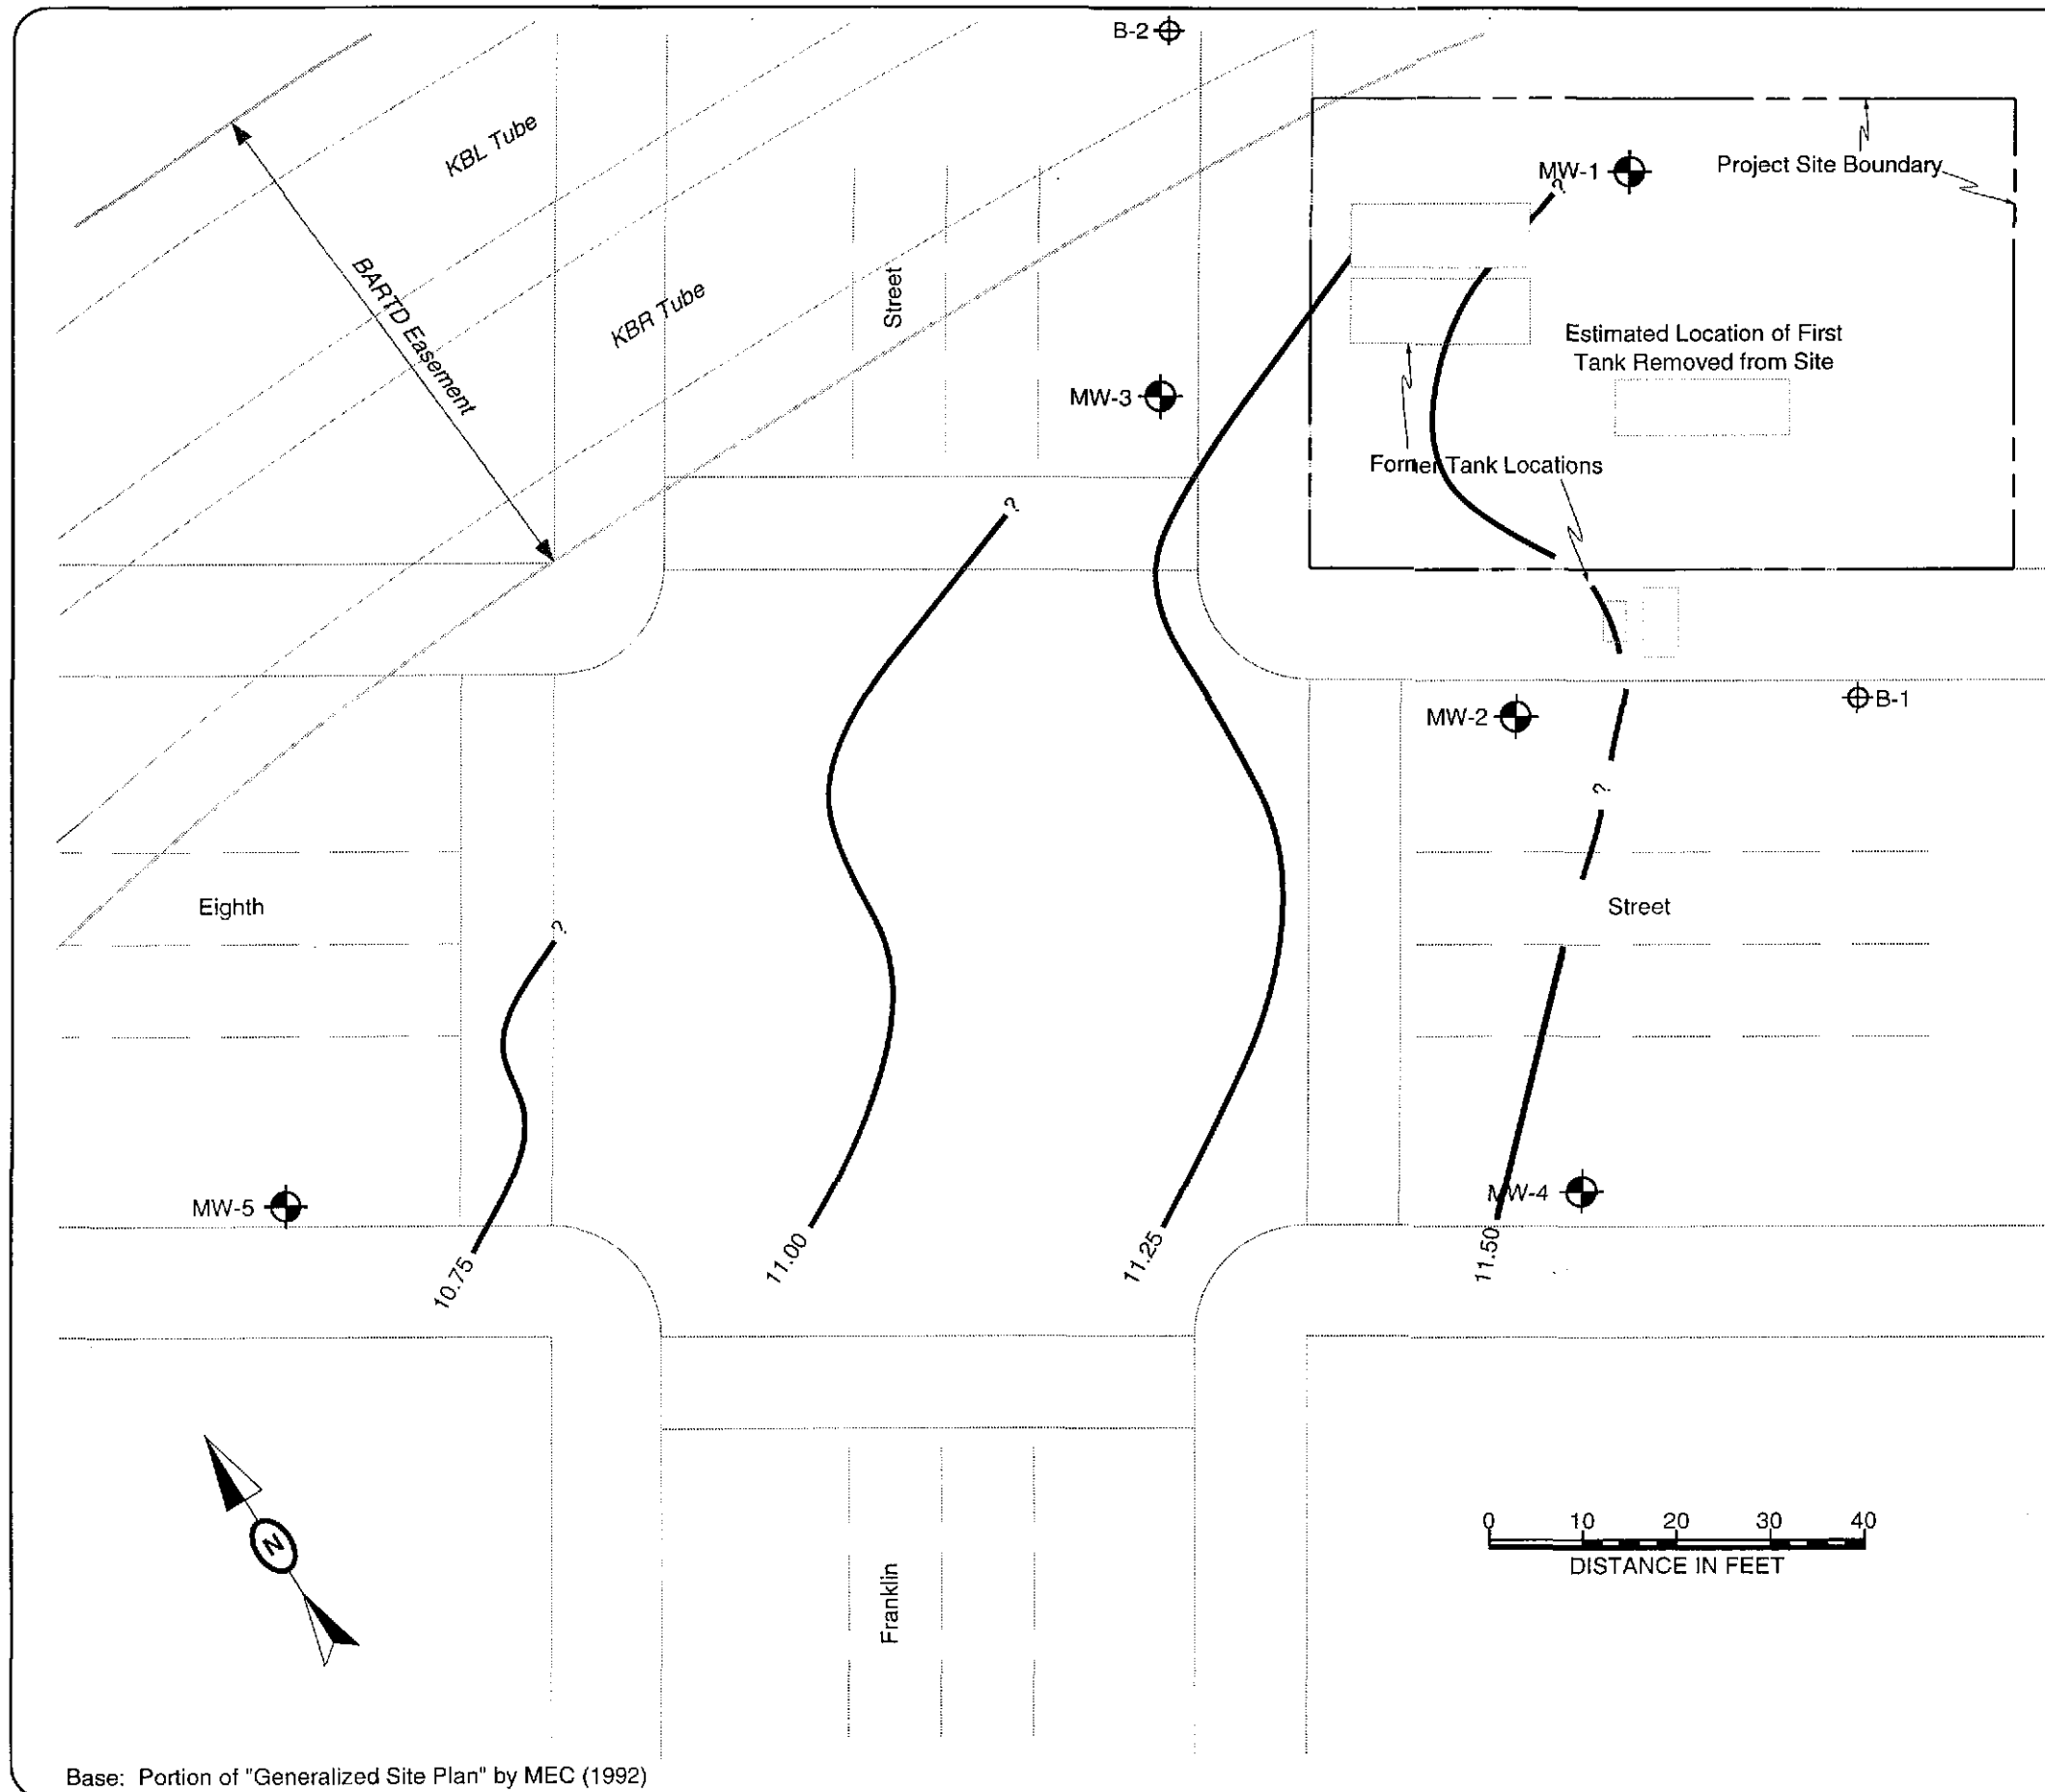 B-2
KBL Tube
MW-1
?
Project Site Boundary
BARTD Easement
KBR Tube
Street
Estimated Location of First
Tank Removed from Site
MW-3
Former Tank Locations
?
MW-2
B-1
?
Eighth
Street
?
MW-5
MW-4
10.75
11.00
11.25
11.50
N
Franklin
0 10 20 30 40
DISTANCE IN FEET
Base: Portion of "Generalized Site Plan" by MEC (1992)